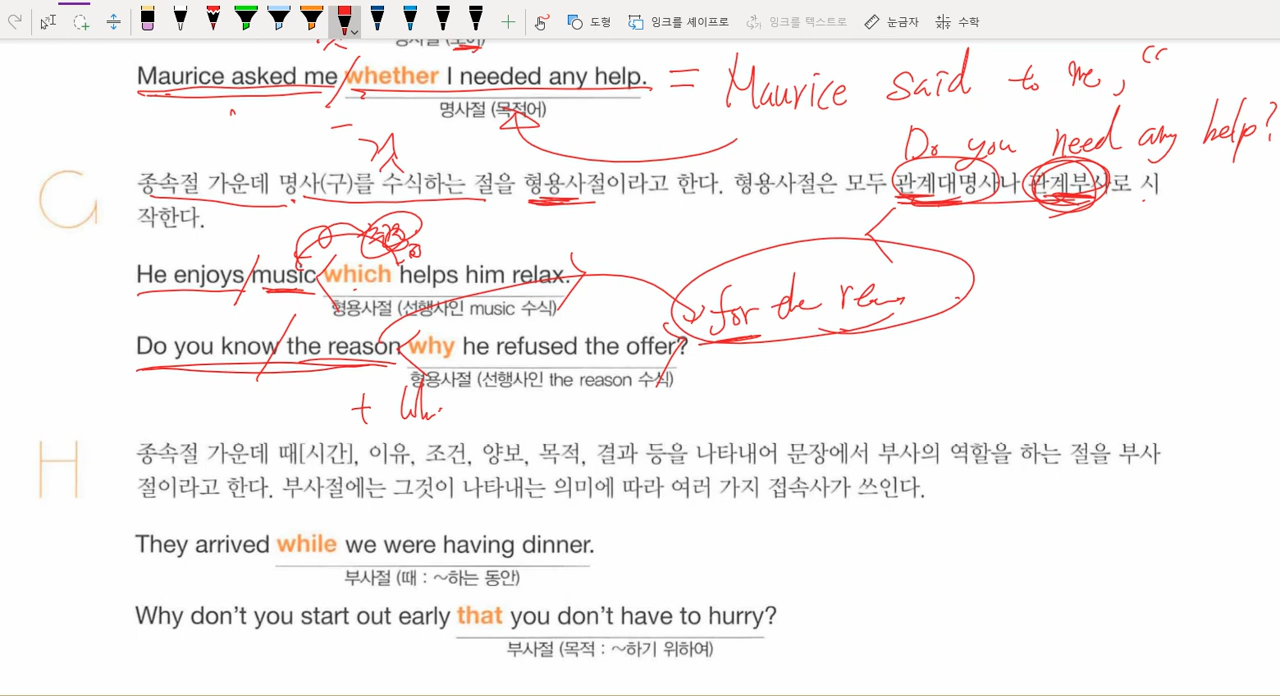 도형 잉크를 셰이프로 잉크를 텍스트로 눈금자 수학
Maurice asked me whether I needed any help. = Maurice said to me, “
명사절 (목적어)
Do you need any help?
G
종속절 가운데 명사(구)를 수식하는 절을 형용사절이라고 한다. 형용사절은 모두 관계대명사나 관계부사로 시
작한다.
He enjoys music which helps him relax.
형용사절 (선행사인 music 수식)
for the
Do you know the reason why he refused the offer?
형용사절 (선행사인 the reason 수식)
H
종속절 가운데 때[시간], 이유, 조건, 양보, 목적, 결과 등을 나타내어 문장에서 부사의 역할을 하는 절을 부사
절이라고 한다. 부사절에는 그것이 나타내는 의미에 따라 여러 가지 접속사가 쓰인다.
They arrived while we were having dinner.
부사절 (때 : ~하는 동안)
Why don’t you start out early that you don’t have to hurry?
부사절 (목적 : ~하기 위하여)